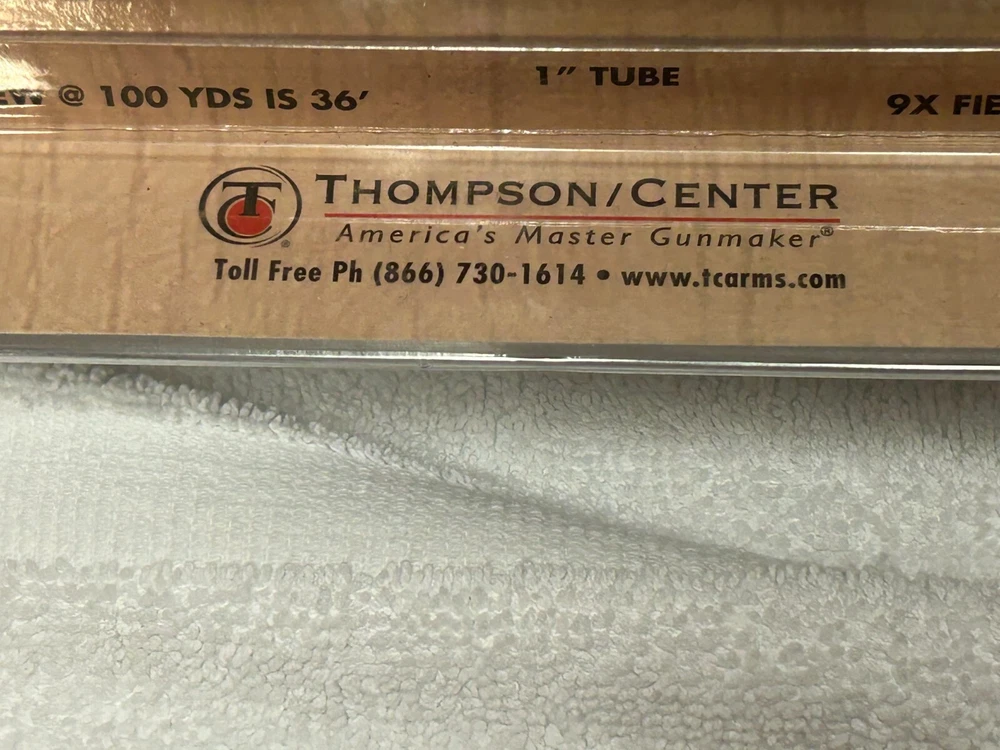 1" TUBE
@ 100 YDS IS 36'
9X
TC
THOMPSON/CENTER
America's Master Gunmaker®
Toll Free Ph (866) 730-1614 • www.tcarms.com